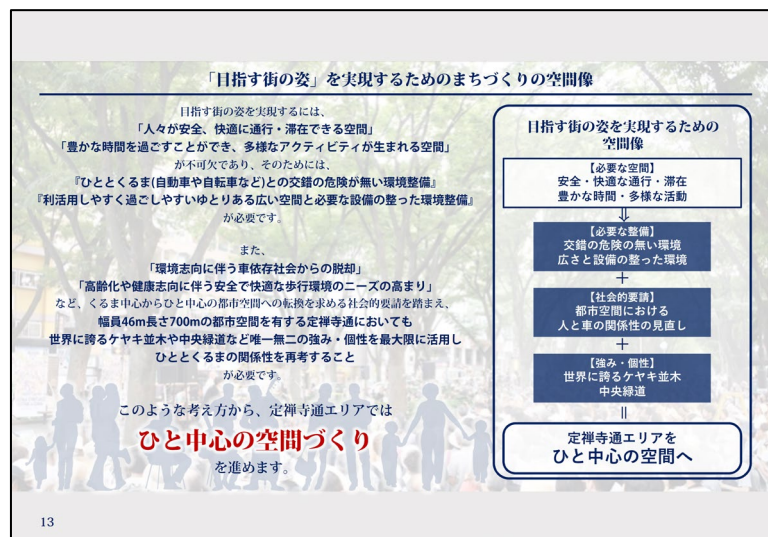 「目指す街の姿」を実現するためのまちづくりの空間像
目指す街の姿を実現するには、
「人々が安全、快適に通行・滞在できる空間」
「豊かな時間を過ごすことができ、多様なアクティビティが生まれる空間」
が不可欠であり、そのためには、
『ひととくるま(自動車や自転車など)との交錯の危険が無い環境整備』
『利活用しやすく過ごしやすいゆとりある広い空間と必要な設備の整った環境整備』
が必要です。
また、
「環境志向に伴う車依存社会からの脱却」
「高齢化や健康志向に伴う安全で快適な歩行環境のニーズの高まり」
など、くるま中心からひと中心の都市空間への転換を求める社会的要請を踏まえ、
幅員46m長さ700mの都市空間を有する定禅寺通においても
世界に誇るケヤキ並木や中央緑道など唯一無二の強み・個性を最大限に活用し
ひととくるまの関係性を再考すること
が必要です。
このような考え方から、定禅寺通エリアでは
ひと中心の空間づくり
を進めます。
目指す街の姿を実現するための
空間像
【必要な空間】
安全・快適な通行・滞在
豊かな時間・多様な活動
⇓
【必要な整備】
交錯の危険の無い環境
広さと設備の整った環境
+
【社会的要請】
都市空間における
人と車の関係性の見直し
+
【強み・個性】
世界に誇るケヤキ並木
中央緑道
=
定禅寺通エリアを
ひと中心の空間へ
13